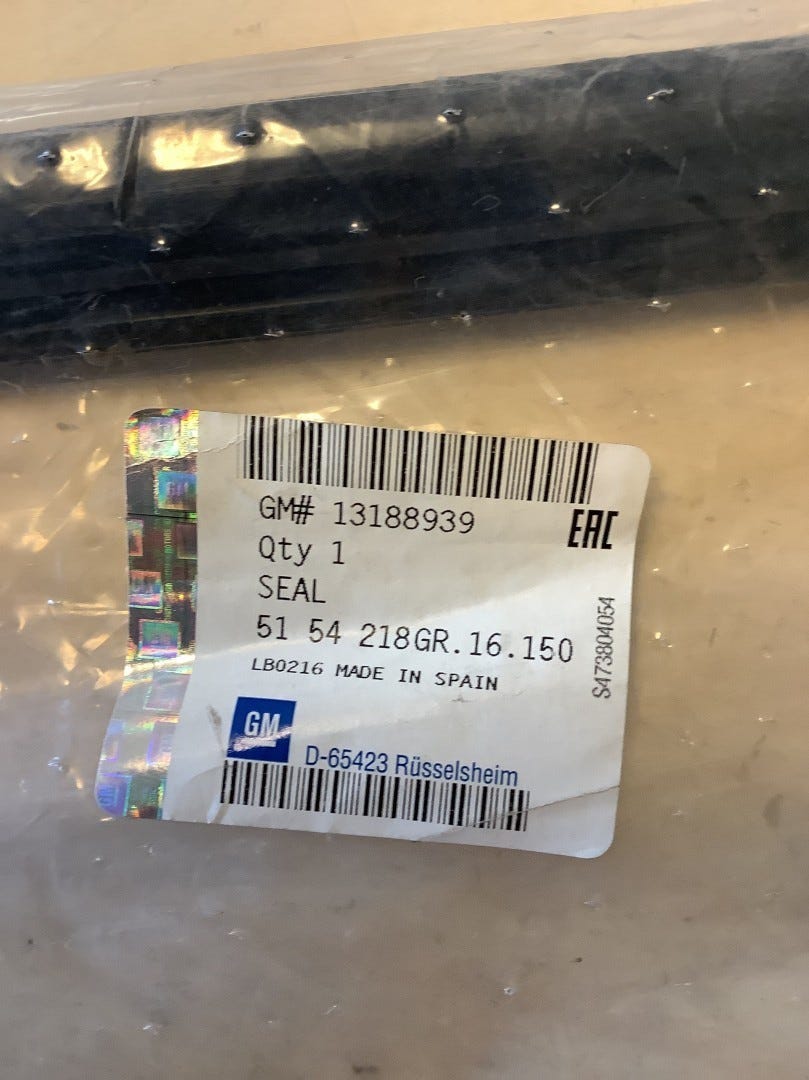 GM# 13188939
EAC
Qty 1
SEAL
51 54 218GR.16.150
LB0216 MADE IN SPAIN
S473804054
GM
D-65423 Rüsselsheim